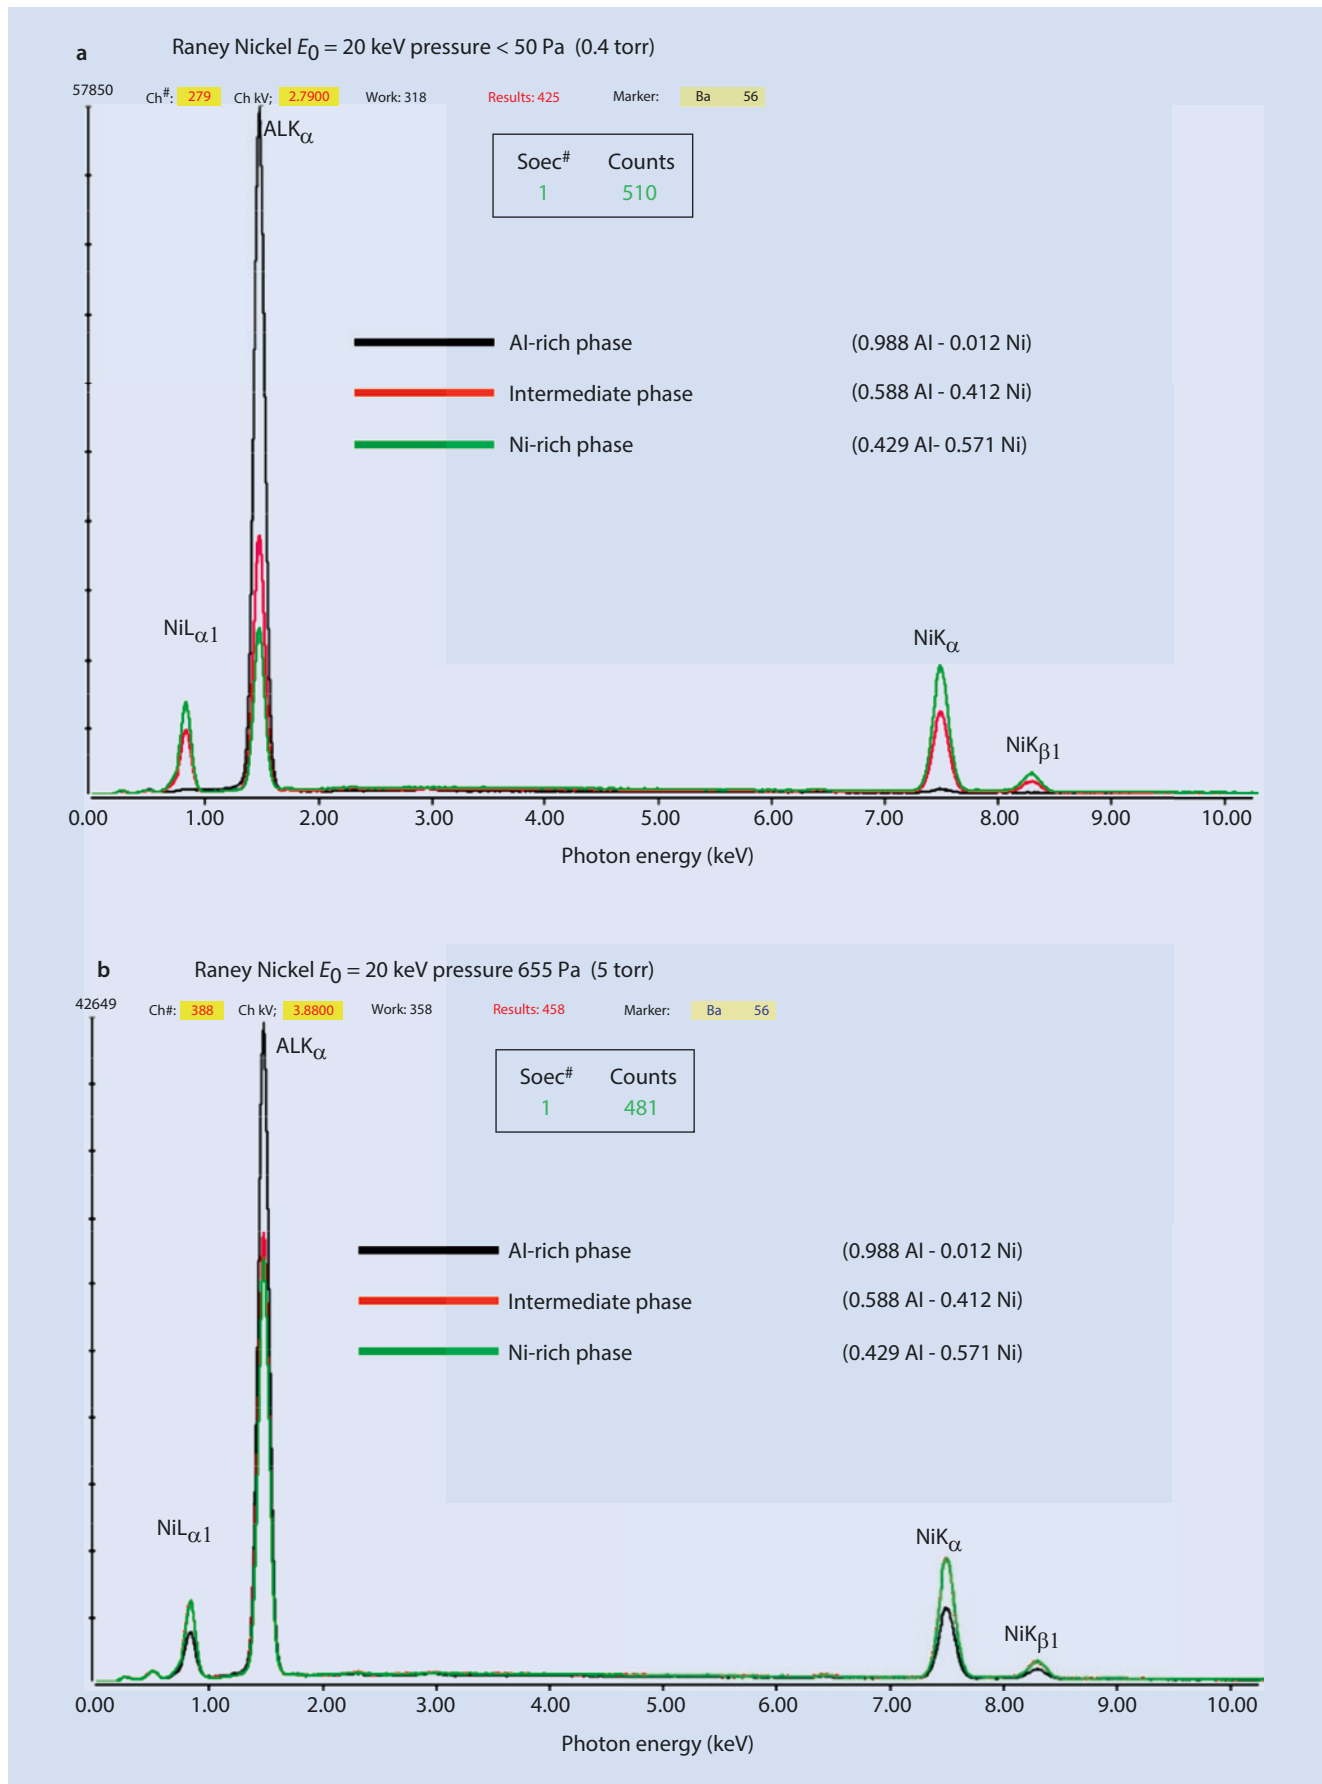 a Raney Nickel E0 = 20 keV pressure < 50 Pa (0.4 torr)
57850 Ch#: 279 Ch kV; 2.7900 Work: 318 Results: 425 Marker: Ba 56
ALKα
Soec# Counts
1 510
Al-rich phase (0.988 Al - 0.012 Ni)
Intermediate phase (0.588 Al - 0.412 Ni)
Ni-rich phase (0.429 Al- 0.571 Ni)
NiLα1
NiKα
NiKβ1
0.00 1.00 2.00 3.00 4.00 5.00 6.00 7.00 8.00 9.00 10.00
Photon energy (keV)
b Raney Nickel E0 = 20 keV pressure 655 Pa (5 torr)
42649 Ch#: 388 Ch kV; 3.8800 Work: 358 Results: 458 Marker: Ba 56
ALKα
Soec# Counts
1 481
Al-rich phase (0.988 Al - 0.012 Ni)
Intermediate phase (0.588 Al - 0.412 Ni)
Ni-rich phase (0.429 Al - 0.571 Ni)
NiLα1
NiKα
NiKβ1
0.00 1.00 2.00 3.00 4.00 5.00 6.00 7.00 8.00 9.00 10.00
Photon energy (keV)